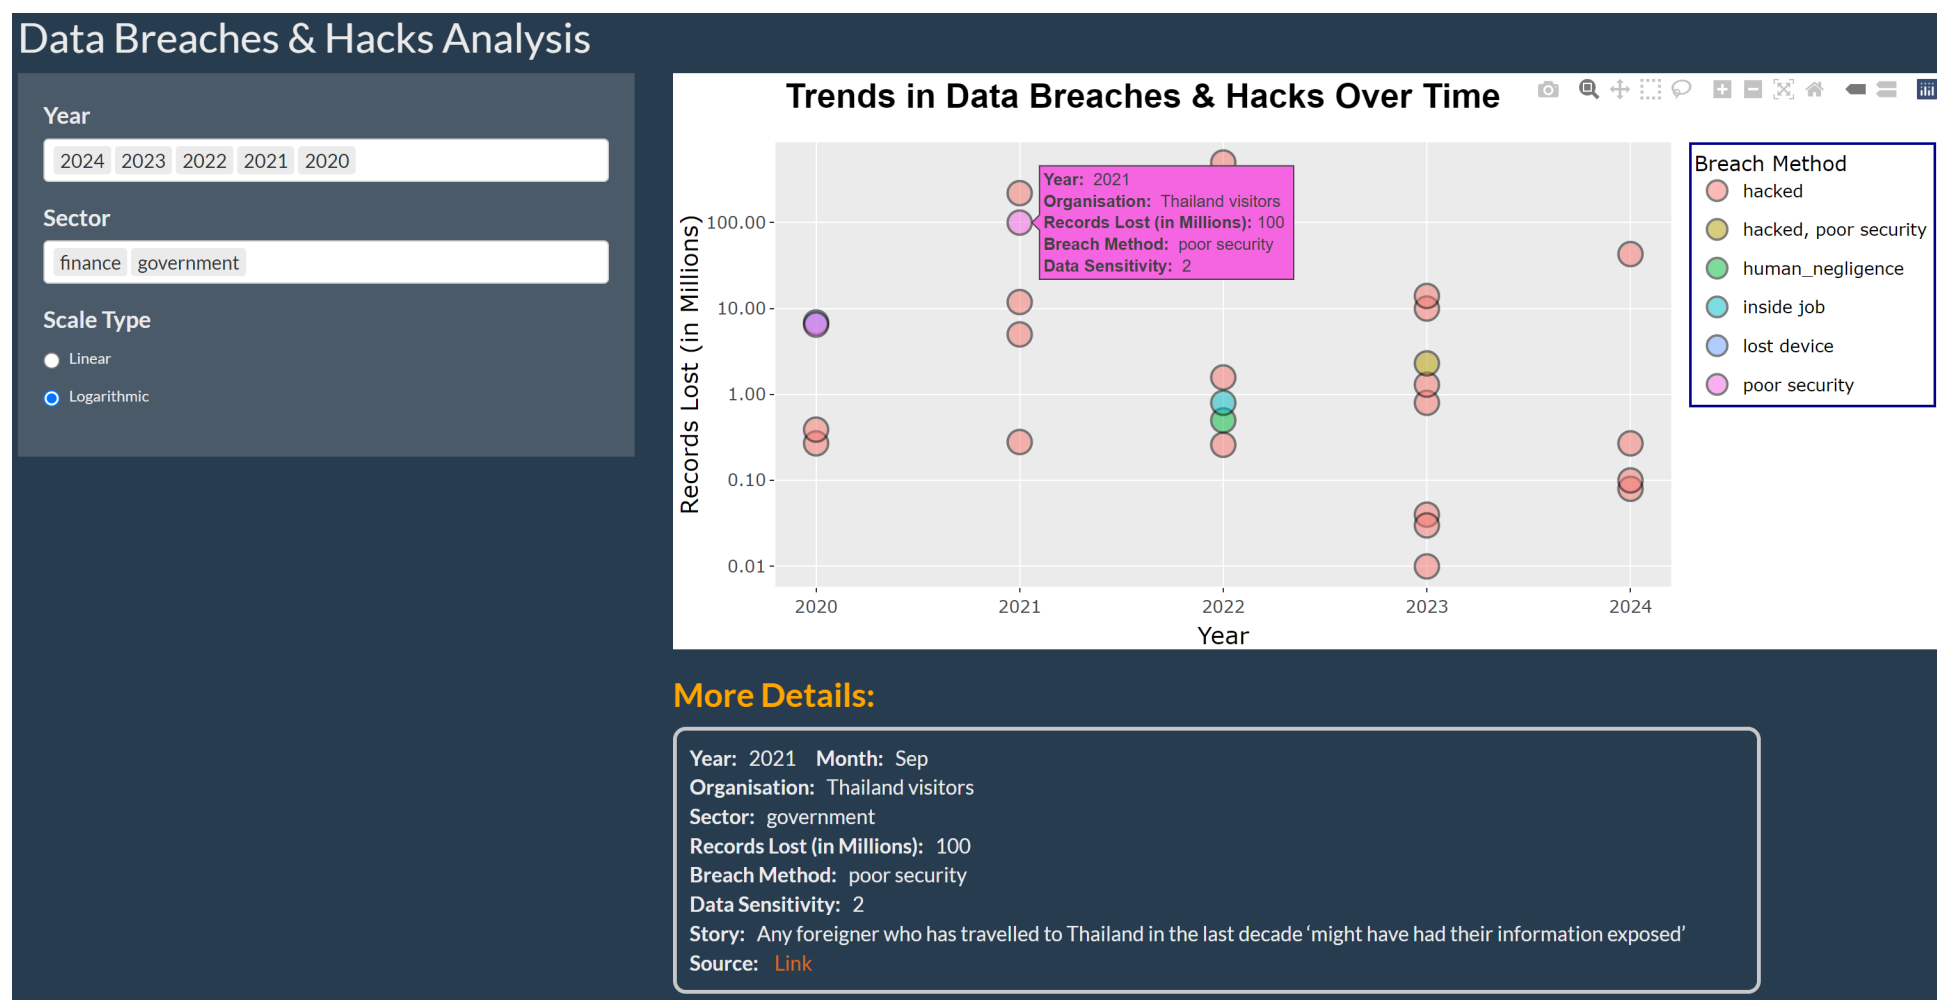 Data Breaches & Hacks Analysis
Year
2024 2023 2022 2021 2020
Sector
finance government
Scale Type
Linear
Logarithmic
Trends in Data Breaches & Hacks Over Time
Records Lost (in Millions)
100.00
10.00
1.00
0.10
0.01
2020 2021 2022 2023 2024
Year
Year: 2021
Organisation: Thailand visitors
Records Lost (in Millions): 100
Breach Method: poor security
Data Sensitivity: 2
Breach Method
hacked
hacked, poor security
human_negligence
inside job
lost device
poor security
More Details:
Year: 2021 Month: Sep
Organisation: Thailand visitors
Sector: government
Records Lost (in Millions): 100
Breach Method: poor security
Data Sensitivity: 2
Story: Any foreigner who has travelled to Thailand in the last decade ‘might have had their information exposed’
Source: Link